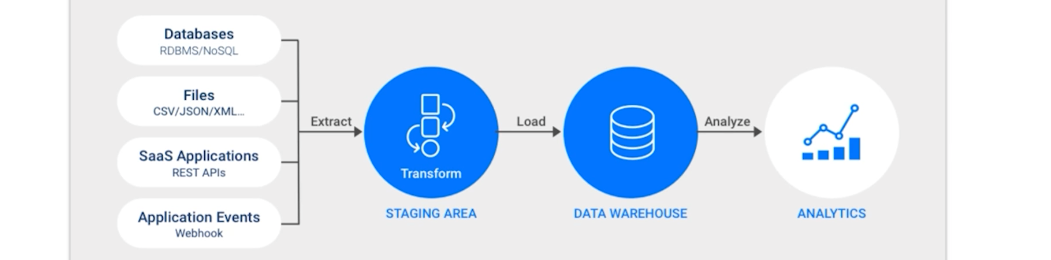 Databases
RDBMS/NoSQL
Files
CSV/JSON/XML...
SaaS Applications
REST APIs
Application Events
Webhook
Extract
Transform
STAGING AREA
Load
DATA WAREHOUSE
Analyze
ANALYTICS